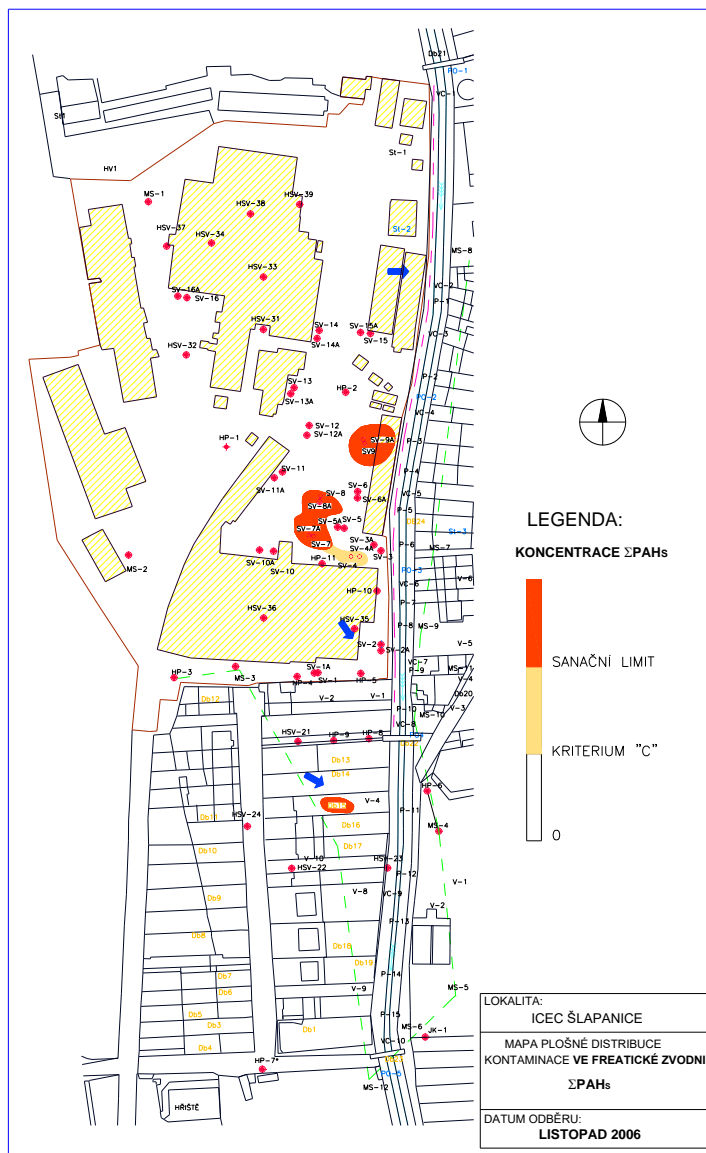 Db21
PO-1
VC-1
St1
St-1
HV1
MS-1
HSV-39
HSV-38
St-2
HSV-37
HSV-34
MS-8
HSV-33
VC-2
SV-16A
SV-16
P-1
HSV-31
SV-14
SV-15A
VC-3
SV-14A
SV-15
HSV-32
P-2
SV-13
HP-2
SV-13A
PO-2
VC-4
SV-12
SV-12A
HP-1
SV-9A
P-3
SV9
SV-11
P-4
SV-11A
SV-8
SV-6
VC-5
SV-6A
SV-8A
P-5
SV-5A
SV-5
Db24
St-3
SV-7A
SV-3A
P-6
MS-7
SV-7
SV-4A
SV-3
MS-2
SV-10A
SV-10
HP-11
SV-4
PO-3
V-6
VC-6
HP-10
P-7
HSV-36
HSV-35
P-8
MS-9
SV-2
V-5
SV-2A
VC-7
HP-3
MS-3
SV-1A
P-9
MS-11
HP-4
SV-1
HP-5
V-4
Db12
V-2
V-1
Db20
P-10
V-3
MS-10
VC-8
HSV-21
HP-9
HP-8
PO4
Db22
Db13
Db14
HP-6
Db15
V-4
P-11
Db11
HSV-24
Db16
MS-4
Db10
Db17
V-10
HSV-22
HSV-23
P-12
V-1
V-8
VC-9
Db9
V-2
P-13
Db8
Db18
Db19
Db7
P-14
V-9
MS-5
Db6
Db5
P-15
Db3
Db1
MS-6
JK-1
Db4
VC-10
HP-7*
PO-5
MS-12
HŘIŠTĚ
LEGENDA:
KONCENTRACE ΣPAHs
SANAČNÍ LIMIT
KRITERIUM "C"
0
LOKALITA:
ICEC ŠLAPANICE
MAPA PLOŠNÉ DISTRIBUCE
KONTAMINACE VE FREATICKÉ ZVODNI
ΣPAHs
DATUM ODBĚRU:
LISTOPAD 2006